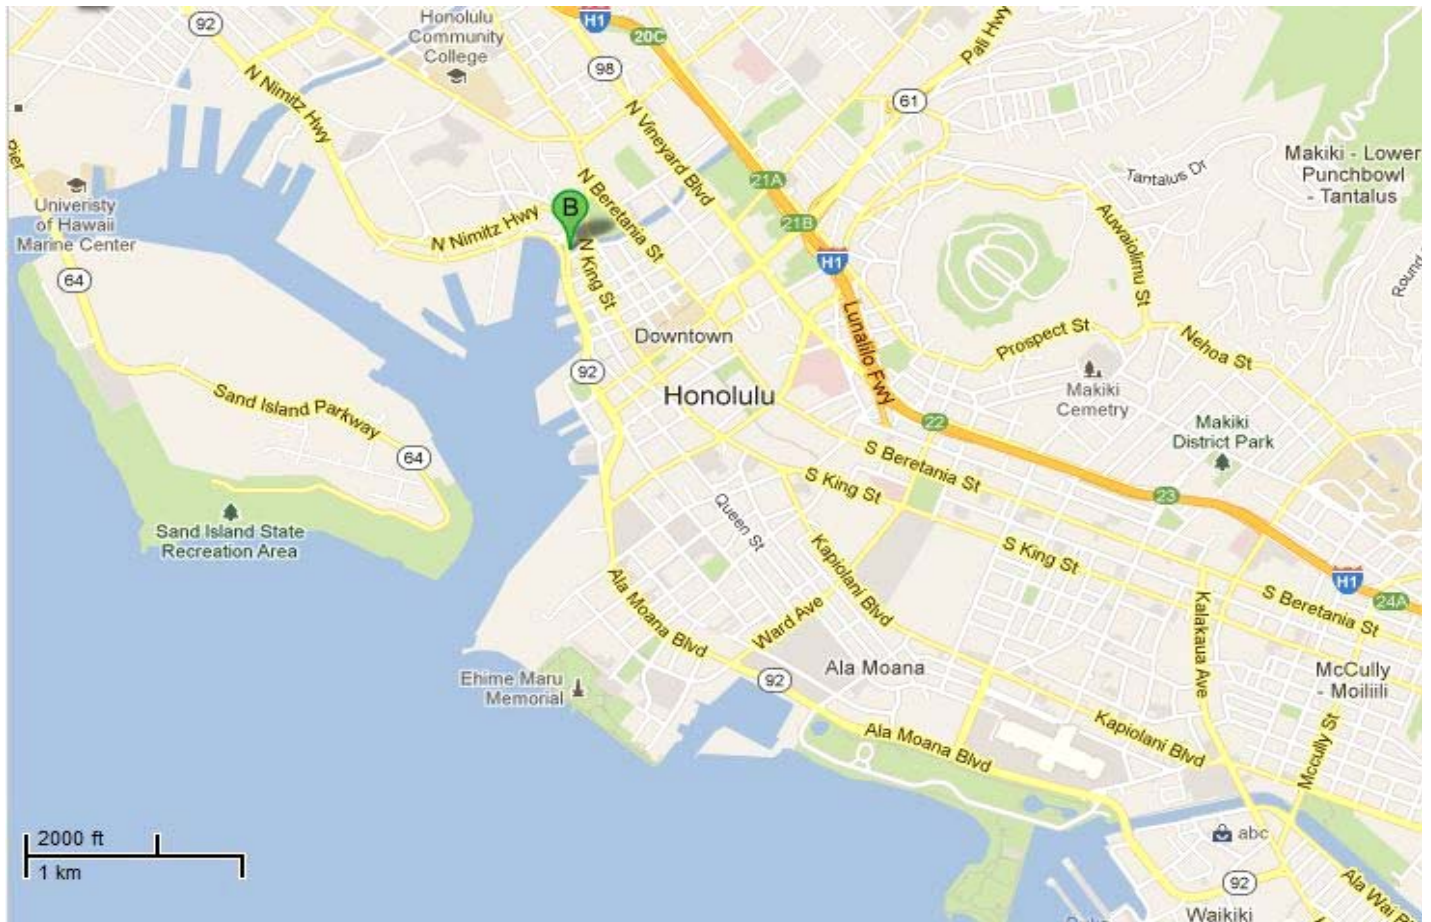 92
H1
20C
Honolulu
Community
College
98
Pali Hwy
61
N Nimitz Hwy
N Vineyard Blvd
Makiki - Lower
Punchbowl
- Tantalus
Tantalus Dr
Pier
21A
Univeristy
of Hawaii
Marine Center
N Beretania St
B
N Nimitz Hwy
21B
Auwaiolimu St
H1
N King St
64
Round
Lunalilo Fwy
Downtown
Prospect St
Nehoa St
92
Honolulu
Makiki
Cemetry
Sand Island Parkway
22
Makiki
District Park
64
S Beretania St
S King St
23
Queen St
Sand Island State
Recreation Area
S King St
Kapiolani Blvd
H1
24A
S Beretania St
Ala Moana Blvd
Ward Ave
Kalakaua Ave
Ala Moana
McCully
- Moiliili
Ehime Maru
Memorial
92
Kapiolani Blvd
Ala Moana Blvd
Mccully St
2000 ft
1 km
abc
92
Ala Wai
Waikiki